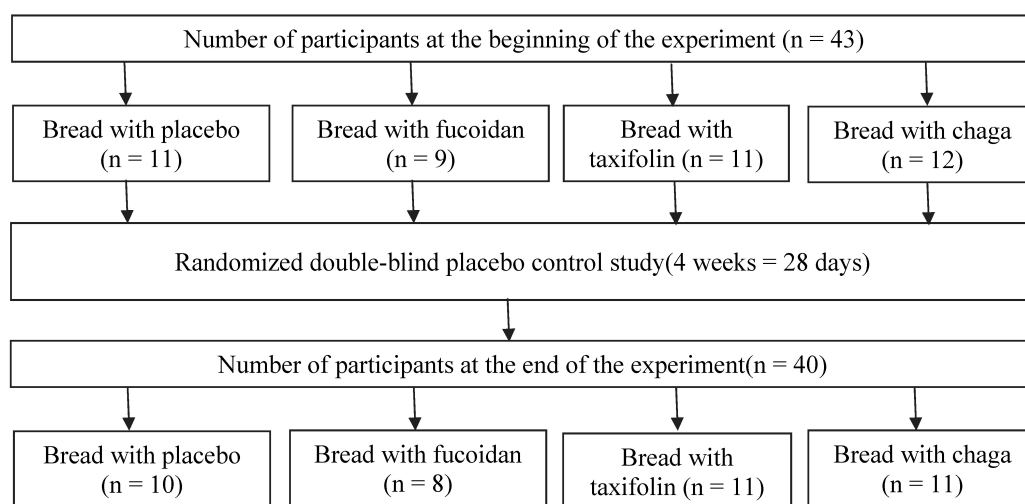 Number of participants at the beginning of the experiment (n = 43)
Bread with placebo
(n = 11)
Bread with fucoidan
(n = 9)
Bread with
taxifolin (n = 11)
Bread with chaga
(n = 12)
Randomized double-blind placebo control study(4 weeks = 28 days)
Number of participants at the end of the experiment(n = 40)
Bread with placebo
(n = 10)
Bread with fucoidan
(n = 8)
Bread with
taxifolin (n = 11)
Bread with chaga
(n = 11)